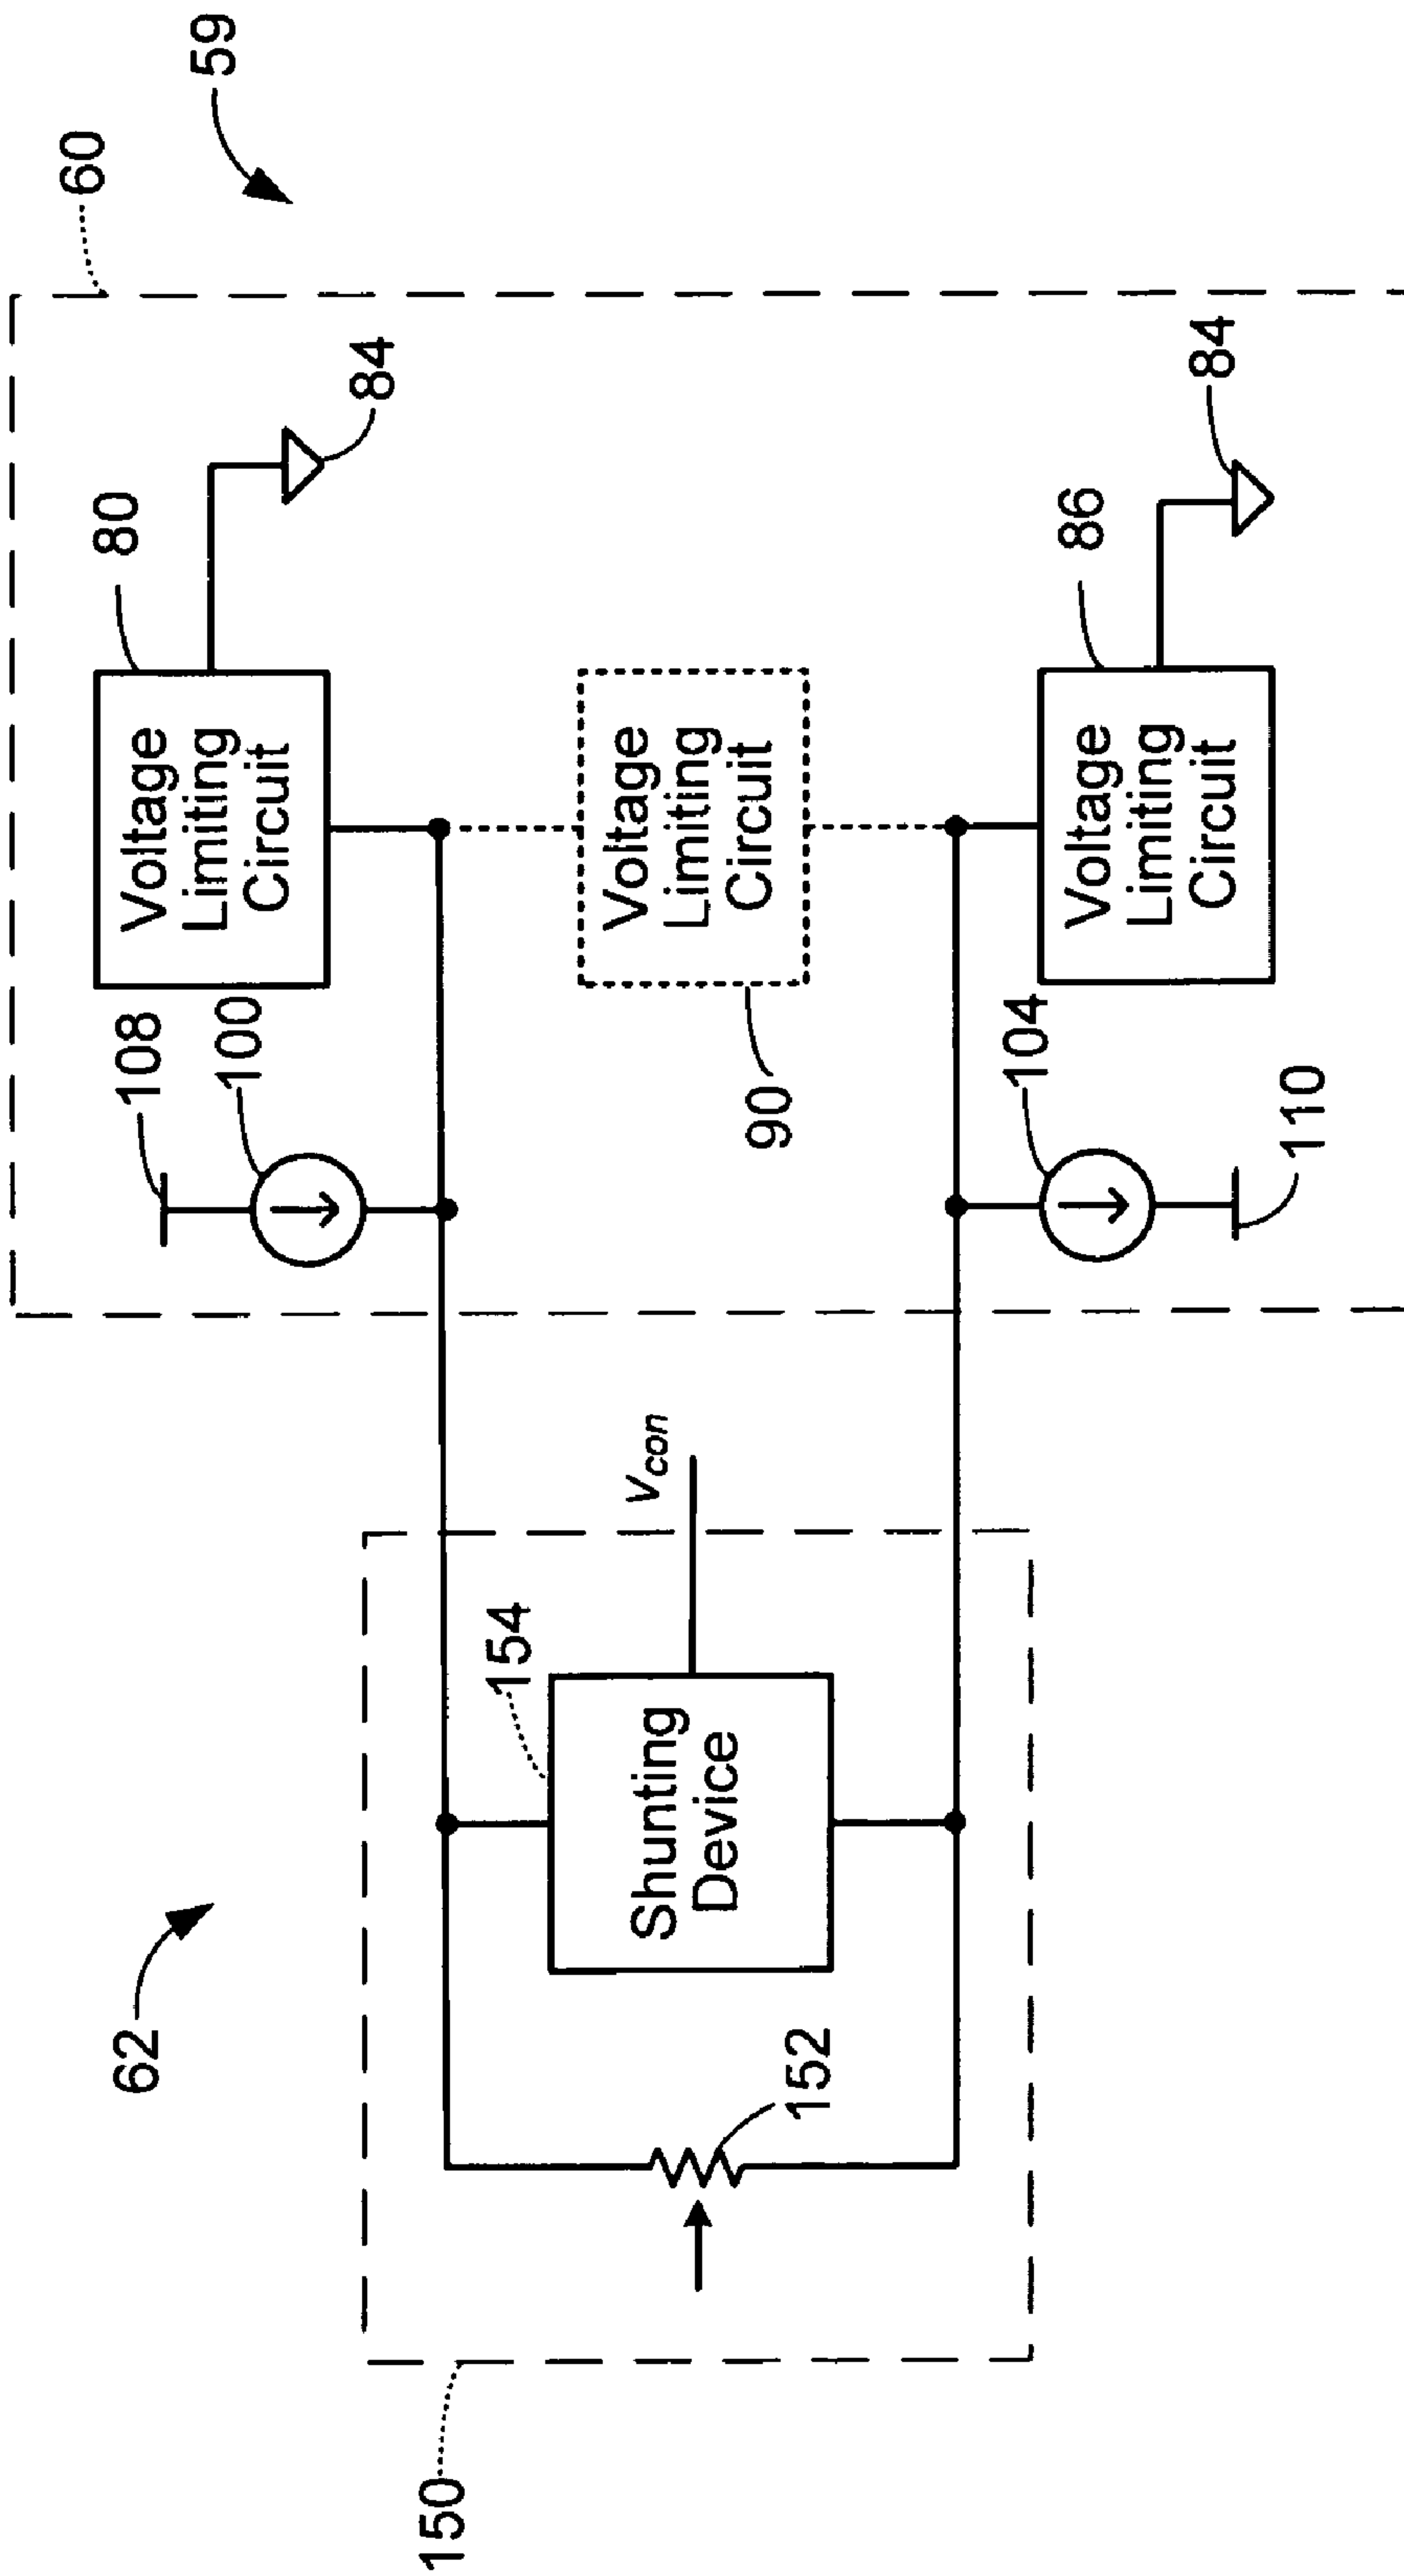 59
60
80
Voltage
Limiting
Circuit
84
108
100
Voltage
Limiting
Circuit
90
86
Voltage
Limiting
Circuit
84
104
110
62
154
Shunting
Device
Vcon
152
150